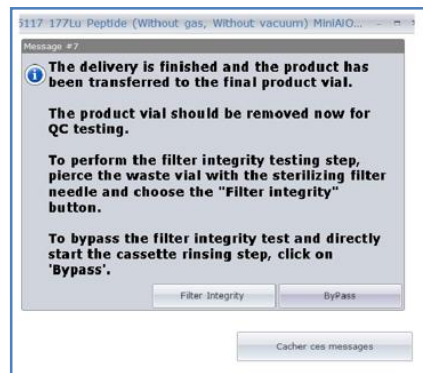 5117 177Lu Peptide (Without gas, Without vacuum) MiniAIO...
Message #7
The delivery is finished and the product has
been transferred to the final product vial.
The product vial should be removed now for
QC testing.
To perform the filter integrity testing step,
pierce the waste vial with the sterilizing filter
needle and choose the "Filter integrity"
button.
To bypass the filter integrity test and directly
start the cassette rinsing step, click on
'Bypass'.
Filter Integrity
ByPass
Cacher ces messages